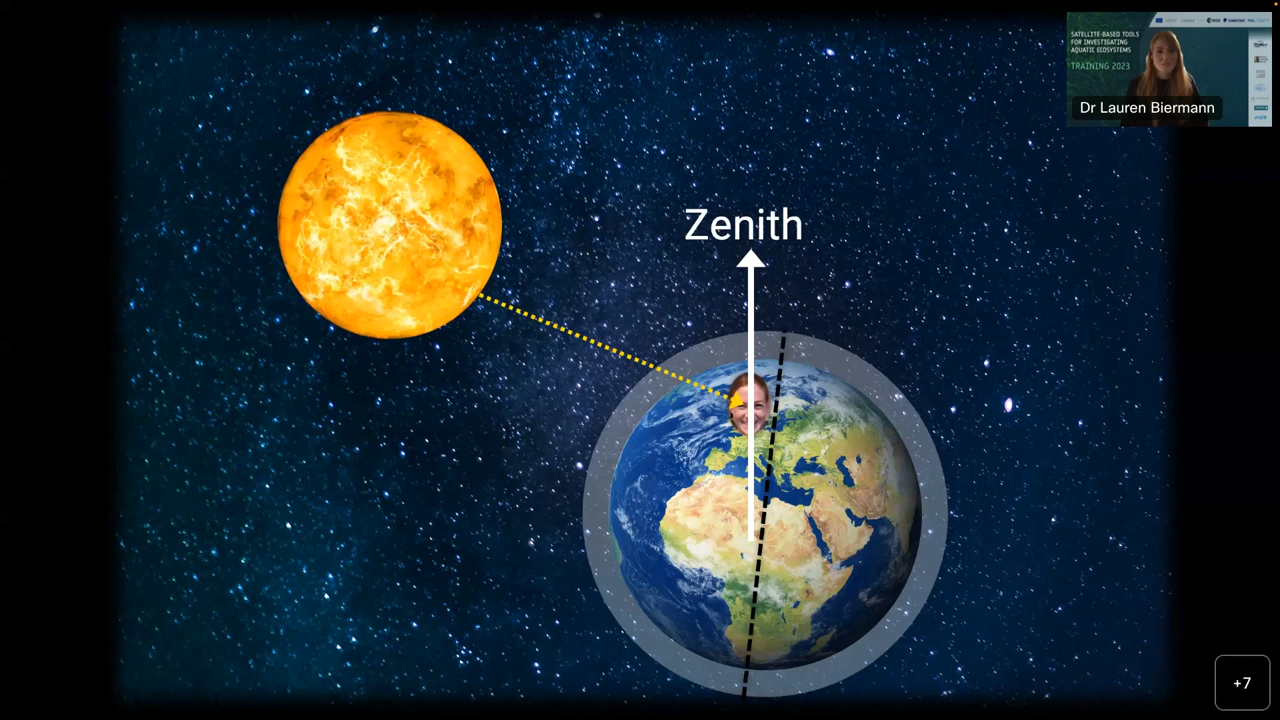 SATELLITE-BASED TOOLS
FOR INVESTIGATING
AQUATIC ECOSYSTEMS
TRAINING 2023
Dr Lauren Biermann
Zenith
+7